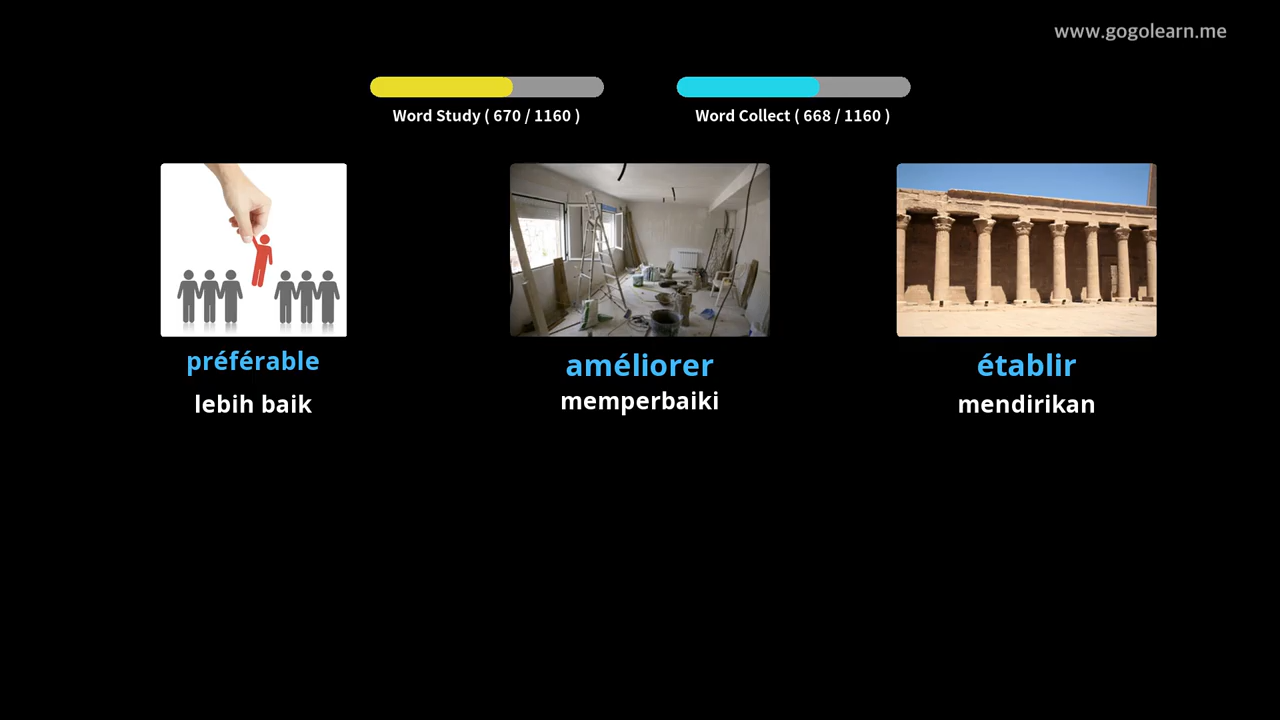 www.gogolearn.me
Word Study ( 670 / 1160 )
Word Collect ( 668 / 1160 )
préférable
lebih baik
améliorer
memperbaiki
établir
mendirikan